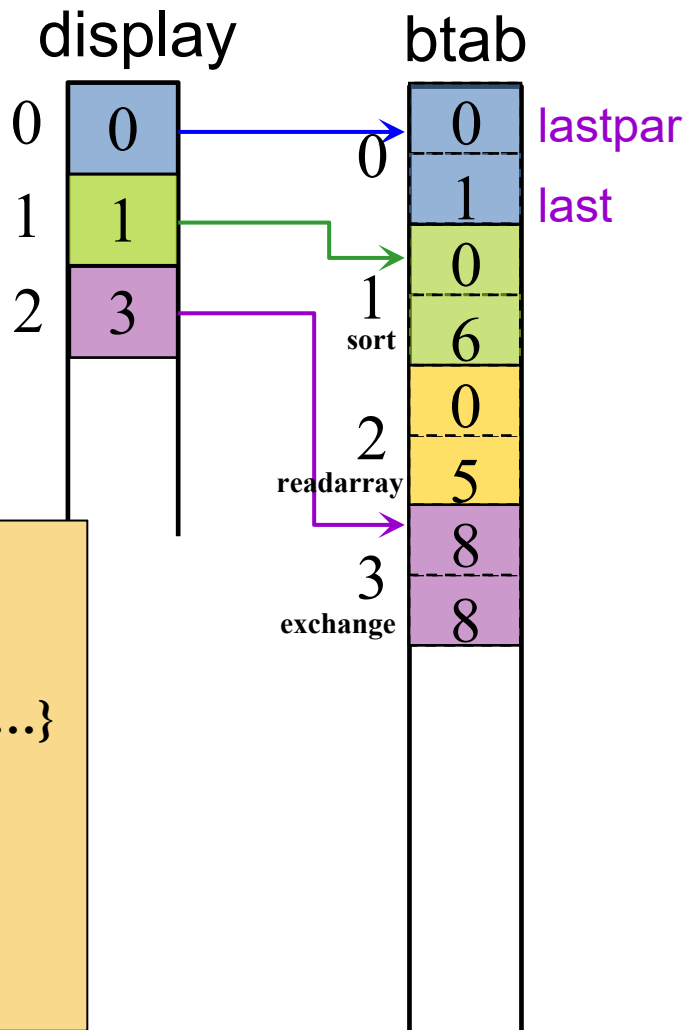 display btab
0 0 0 lastpar
0
1 last
1 1 0
1
sort 6
2 3 0
2
readarray 5
8
3
exchange 8
...}